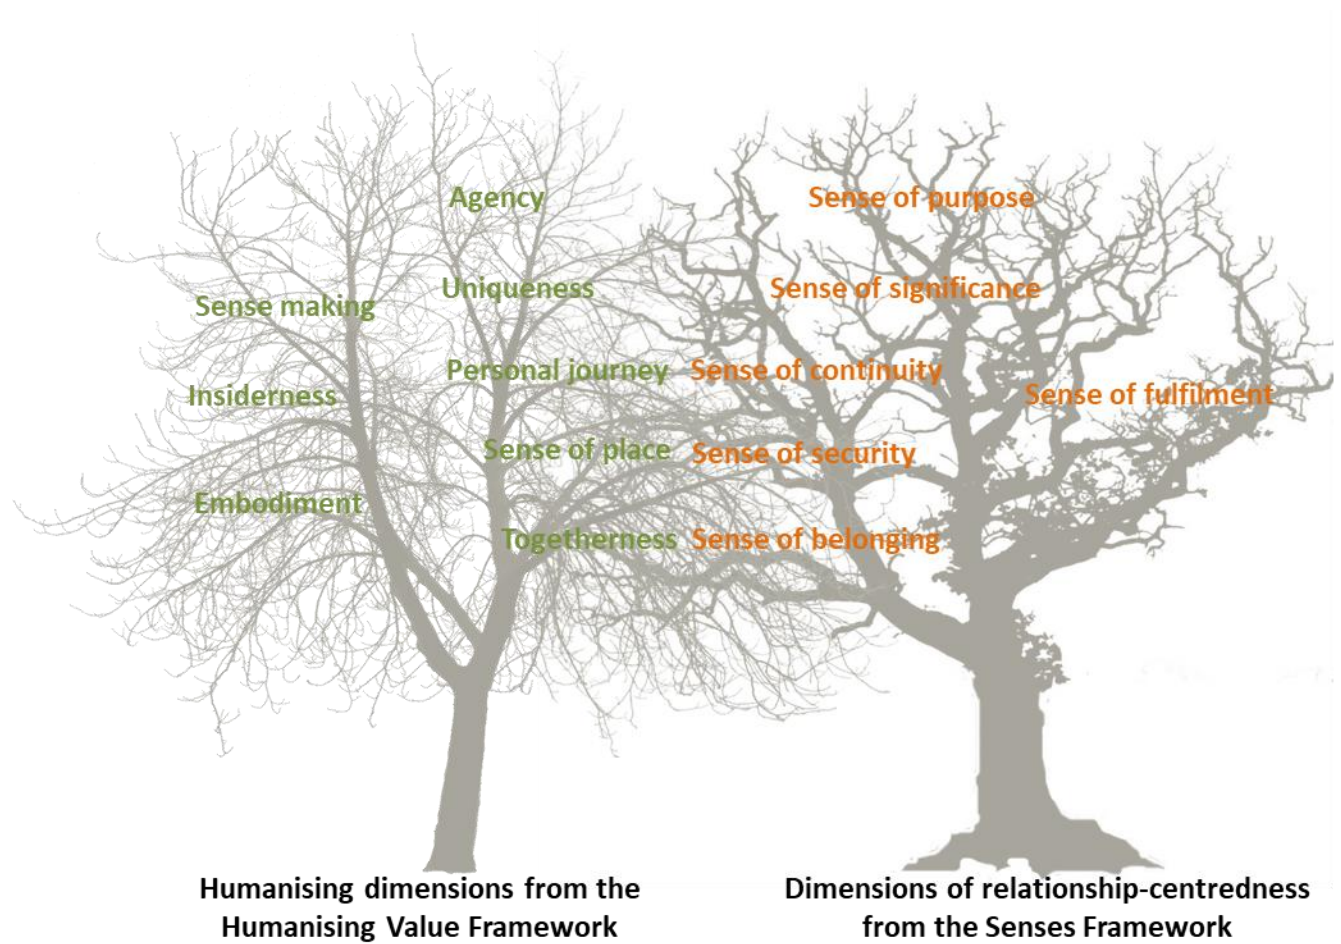 Agency
Sense of purpose
Uniqueness
Sense of significance
Sense making
Personal journey
Sense of continuity
Insiderness
Sense of fulfilment
Sense of place
Sense of security
Embodiment
Togetherness
Sense of belonging
Humanising dimensions from the
Humanising Value Framework
Dimensions of relationship-centredness
from the Senses Framework